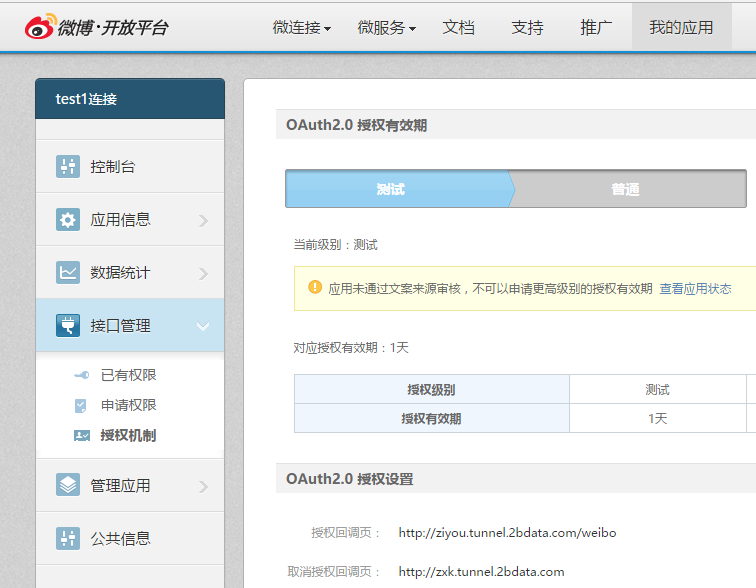 微博·开放平台 微连接 微服务 文档 支持 推广 我的应用
test1连接
控制台
应用信息
数据统计
接口管理
已有权限
申请权限
授权机制
管理应用
公共信息
OAuth2.0 授权有效期
测试 普通
当前级别：测试
应用未通过文案来源审核，不可以申请更高级别的授权有效期 查看应用状态
对应授权有效期：1天
授权级别 测试
授权有效期 1天
OAuth2.0 授权设置
授权回调页： http://ziyou.tunnel.2bdata.com/weibo
取消授权回调页： http://zxk.tunnel.2bdata.com